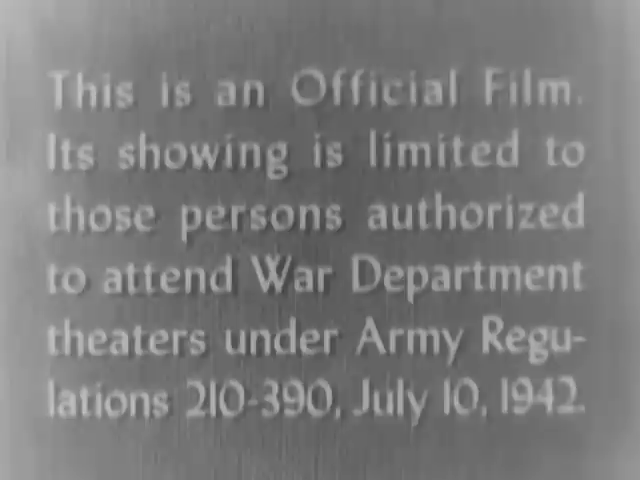 This is an Official Film.
Its showing is limited to
those persons authorized
to attend War Department
theaters under Army Regu-
lations 210-390, July 10, 1942.